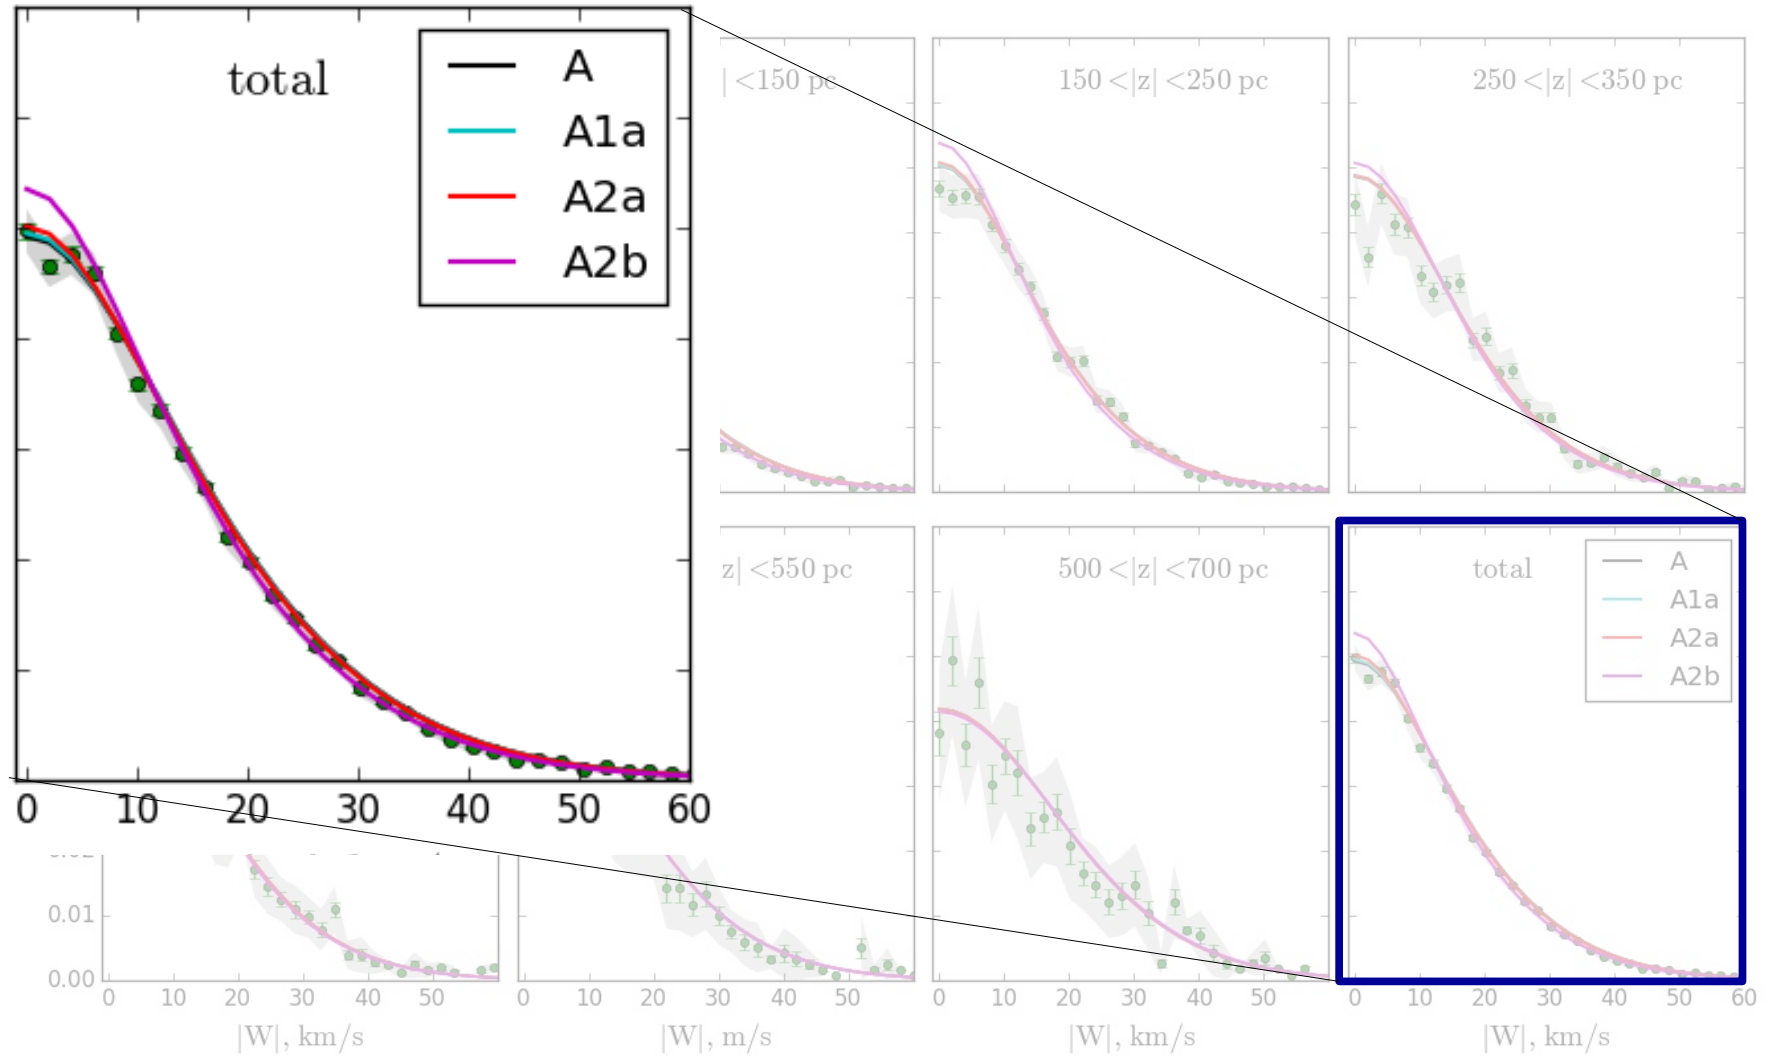 total
A
A1a
A2a
A2b
0 10 20 30 40 50 60
| <150 pc
150 <|z| <250 pc
250 <|z| <350 pc
z| <550 pc
500 <|z| <700 pc
total
A
A1a
A2a
A2b
0.01
0.00
0 10 20 30 40 50
0 10 20 30 40 50
0 10 20 30 40 50
0 10 20 30 40 50 60
|W|, km/s
|W|, m/s
|W|, km/s
|W|, km/s